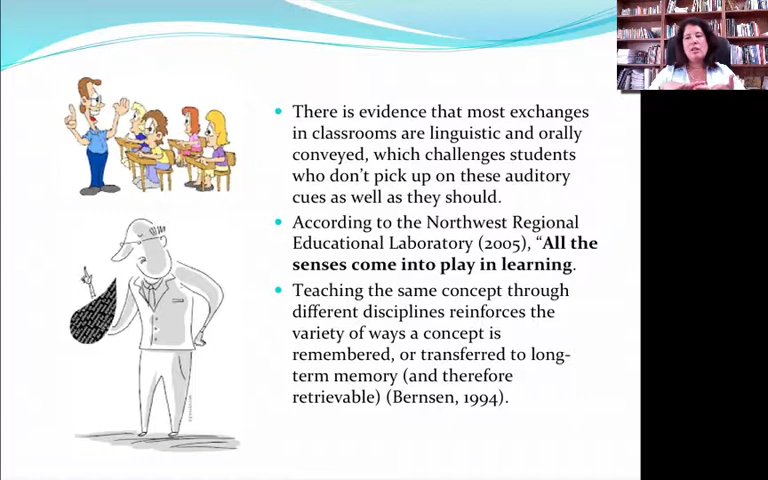 There is evidence that most exchanges
in classrooms are linguistic and orally
conveyed, which challenges students
who don't pick up on these auditory
cues as well as they should.
According to the Northwest Regional
Educational Laboratory (2005), “All the
senses come into play in learning.
Teaching the same concept through
different disciplines reinforces the
variety of ways a concept is
remembered, or transferred to long-
term memory (and therefore
retrievable) (Bernsen, 1994).